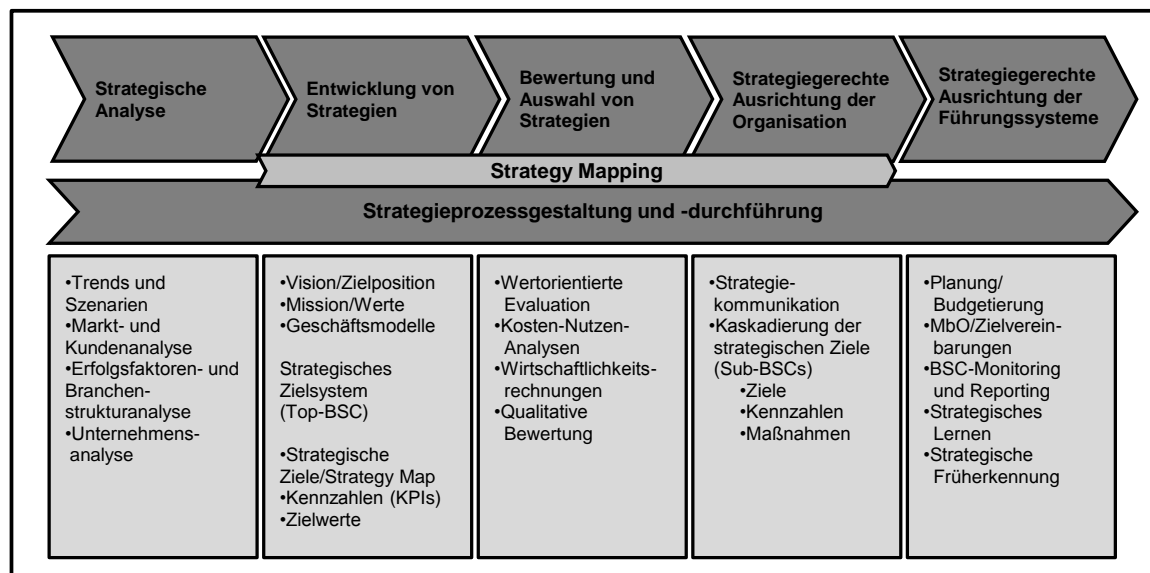 Strategische
Analyse
Entwicklung von
Strategien
Bewertung und
Auswahl von
Strategien
Strategiegerechte
Ausrichtung der
Organisation
Strategiegerechte
Ausrichtung der
Führungssysteme
Strategy Mapping
Strategieprozessgestaltung und -durchführung
•Trends und
Szenarien
•Markt- und
Kundenanalyse
•Erfolgsfaktoren- und
Branchen-
strukturanalyse
•Unternehmens-
analyse
•Vision/Zielposition
•Mission/Werte
•Geschäftsmodelle
Strategisches
Zielsystem
(Top-BSC)
•Strategische
Ziele/Strategy Map
•Kennzahlen (KPIs)
•Zielwerte
•Wertorientierte
Evaluation
•Kosten-Nutzen-
Analysen
•Wirtschaftlichkeits-
rechnungen
•Qualitative
Bewertung
•Strategie-
kommunikation
•Kaskadierung der
strategischen Ziele
(Sub-BSCs)
•Ziele
•Kennzahlen
•Maßnahmen
•Planung/
Budgetierung
•MbO/Zielverein-
barungen
•BSC-Monitoring
und Reporting
•Strategisches
Lernen
•Strategische
Früherkennung